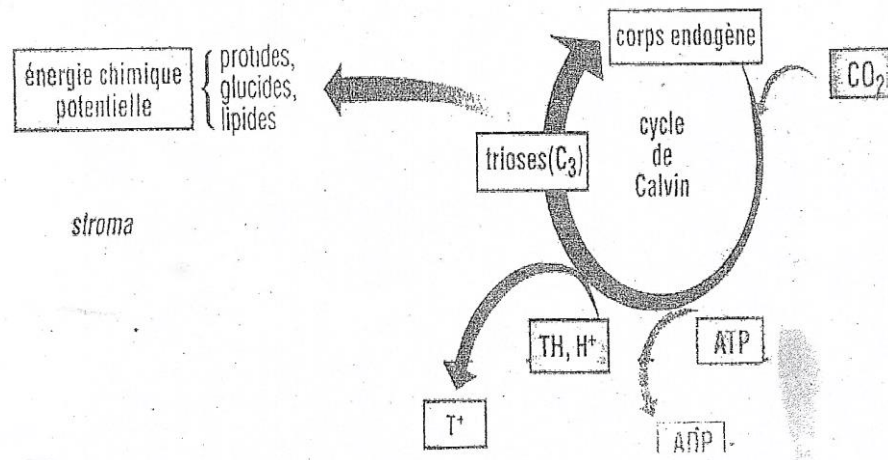 corps endogène
CO₂
énergie chimique
potentielle
protides,
glucides,
lipides
cycle
de
Calvin
trioses(C₃)
stroma
TH, H⁺
ATP
T⁺
ADP